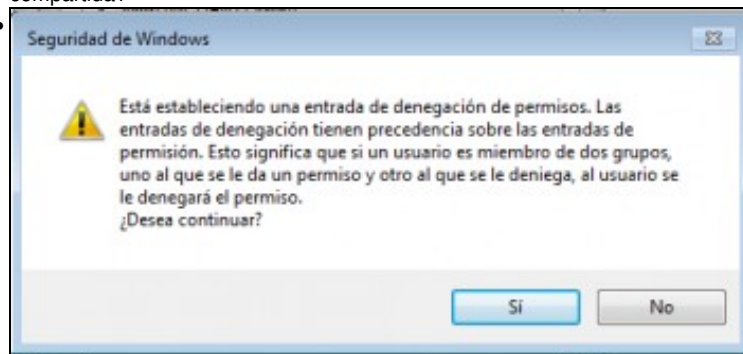 compartida?
Seguridad de Windows
Está estableciendo una entrada de denegación de permisos. Las
entradas de denegación tienen precedencia sobre las entradas de
permisión. Esto significa que si un usuario es miembro de dos grupos,
uno al que se le da un permiso y otro al que se le deniega, al usuario se
le denegará el permiso.
¿Desea continuar?
Sí No